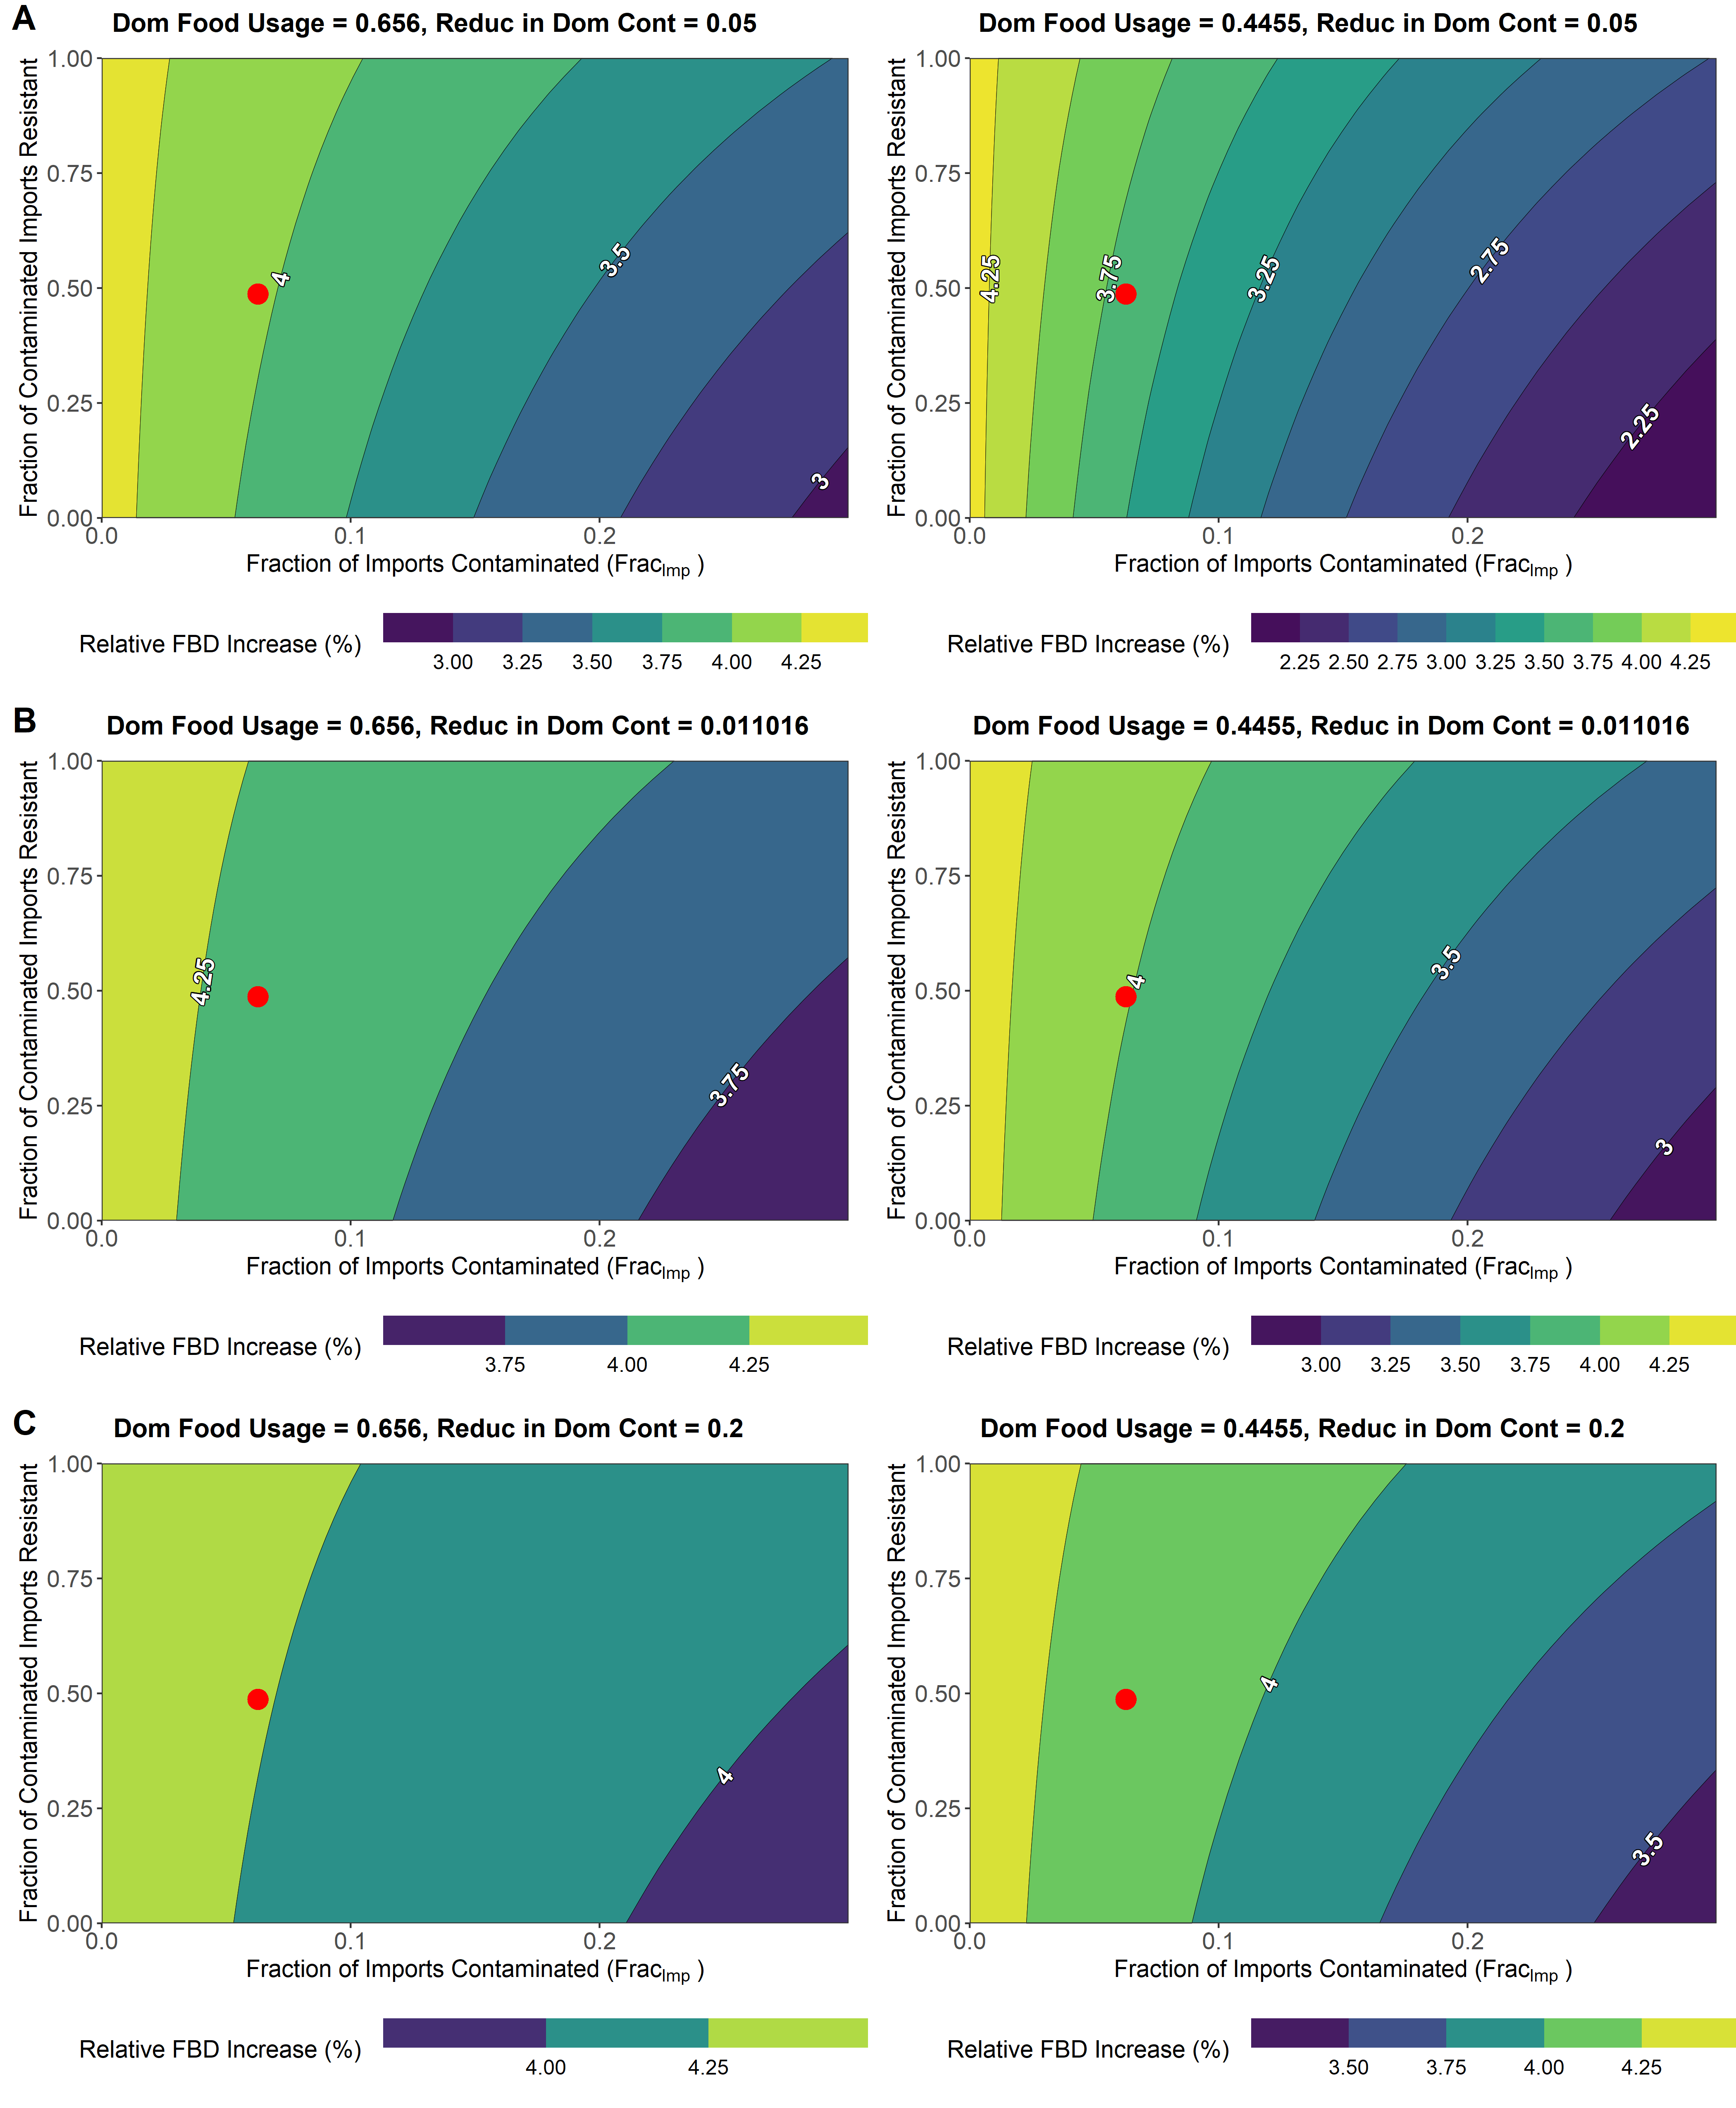 A
Dom Food Usage = 0.656, Reduc in Dom Cont = 0.05
Fraction of Contaminated Imports Resistant
1.00
0.75
0.50
0.25
0.00
4
3.5
3
0.0 0.1 0.2
Fraction of Imports Contaminated (FracImp )
Relative FBD Increase (%)
3.00 3.25 3.50 3.75 4.00 4.25
Dom Food Usage = 0.4455, Reduc in Dom Cont = 0.05
Fraction of Contaminated Imports Resistant
1.00
0.75
0.50
0.25
0.00
4.25
3.75
3.25
2.75
2.25
0.0 0.1 0.2
Fraction of Imports Contaminated (FracImp )
Relative FBD Increase (%)
2.25 2.50 2.75 3.00 3.25 3.50 3.75 4.00 4.25
B
Dom Food Usage = 0.656, Reduc in Dom Cont = 0.011016
Fraction of Contaminated Imports Resistant
1.00
0.75
0.50
0.25
0.00
4.25
3.75
0.0 0.1 0.2
Fraction of Imports Contaminated (FracImp )
Relative FBD Increase (%)
3.75 4.00 4.25
Dom Food Usage = 0.4455, Reduc in Dom Cont = 0.011016
Fraction of Contaminated Imports Resistant
1.00
0.75
0.50
0.25
0.00
4
3.5
3
0.0 0.1 0.2
Fraction of Imports Contaminated (FracImp )
Relative FBD Increase (%)
3.00 3.25 3.50 3.75 4.00 4.25
C
Dom Food Usage = 0.656, Reduc in Dom Cont = 0.2
Fraction of Contaminated Imports Resistant
1.00
0.75
0.50
0.25
0.00
4
0.0 0.1 0.2
Fraction of Imports Contaminated (FracImp )
Relative FBD Increase (%)
4.00 4.25
Dom Food Usage = 0.4455, Reduc in Dom Cont = 0.2
Fraction of Contaminated Imports Resistant
1.00
0.75
0.50
0.25
0.00
4
3.5
0.0 0.1 0.2
Fraction of Imports Contaminated (FracImp )
Relative FBD Increase (%)
3.50 3.75 4.00 4.25